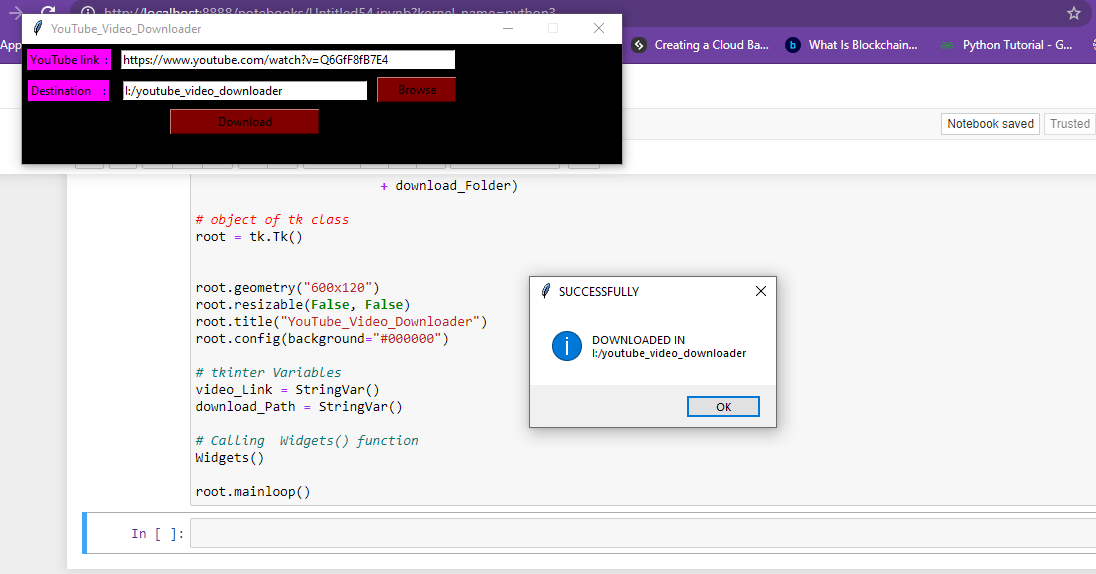 http://localhost:8888/notebooks/Untitled54.ipynb?kernel_name=python3
YouTube_Video_Downloader
App
Creating a Cloud Ba...
What Is Blockchain...
Python Tutorial - G...
YouTube link :
https://www.youtube.com/watch?v=Q6GfF8fB7E4
Destination :
I:/youtube_video_downloader
Browse
Download
Notebook saved
Trusted
+ download_Folder)
# object of tk class
root = tk.Tk()
root.geometry("600x120")
root.resizable(False, False)
root.title("YouTube_Video_Downloader")
root.config(background="#000000")
# tkinter Variables
video_Link = StringVar()
download_Path = StringVar()
# Calling  Widgets() function
Widgets()
root.mainloop()
SUCCESSFULLY
DOWNLOADED IN
I:/youtube_video_downloader
OK
In [ ]: